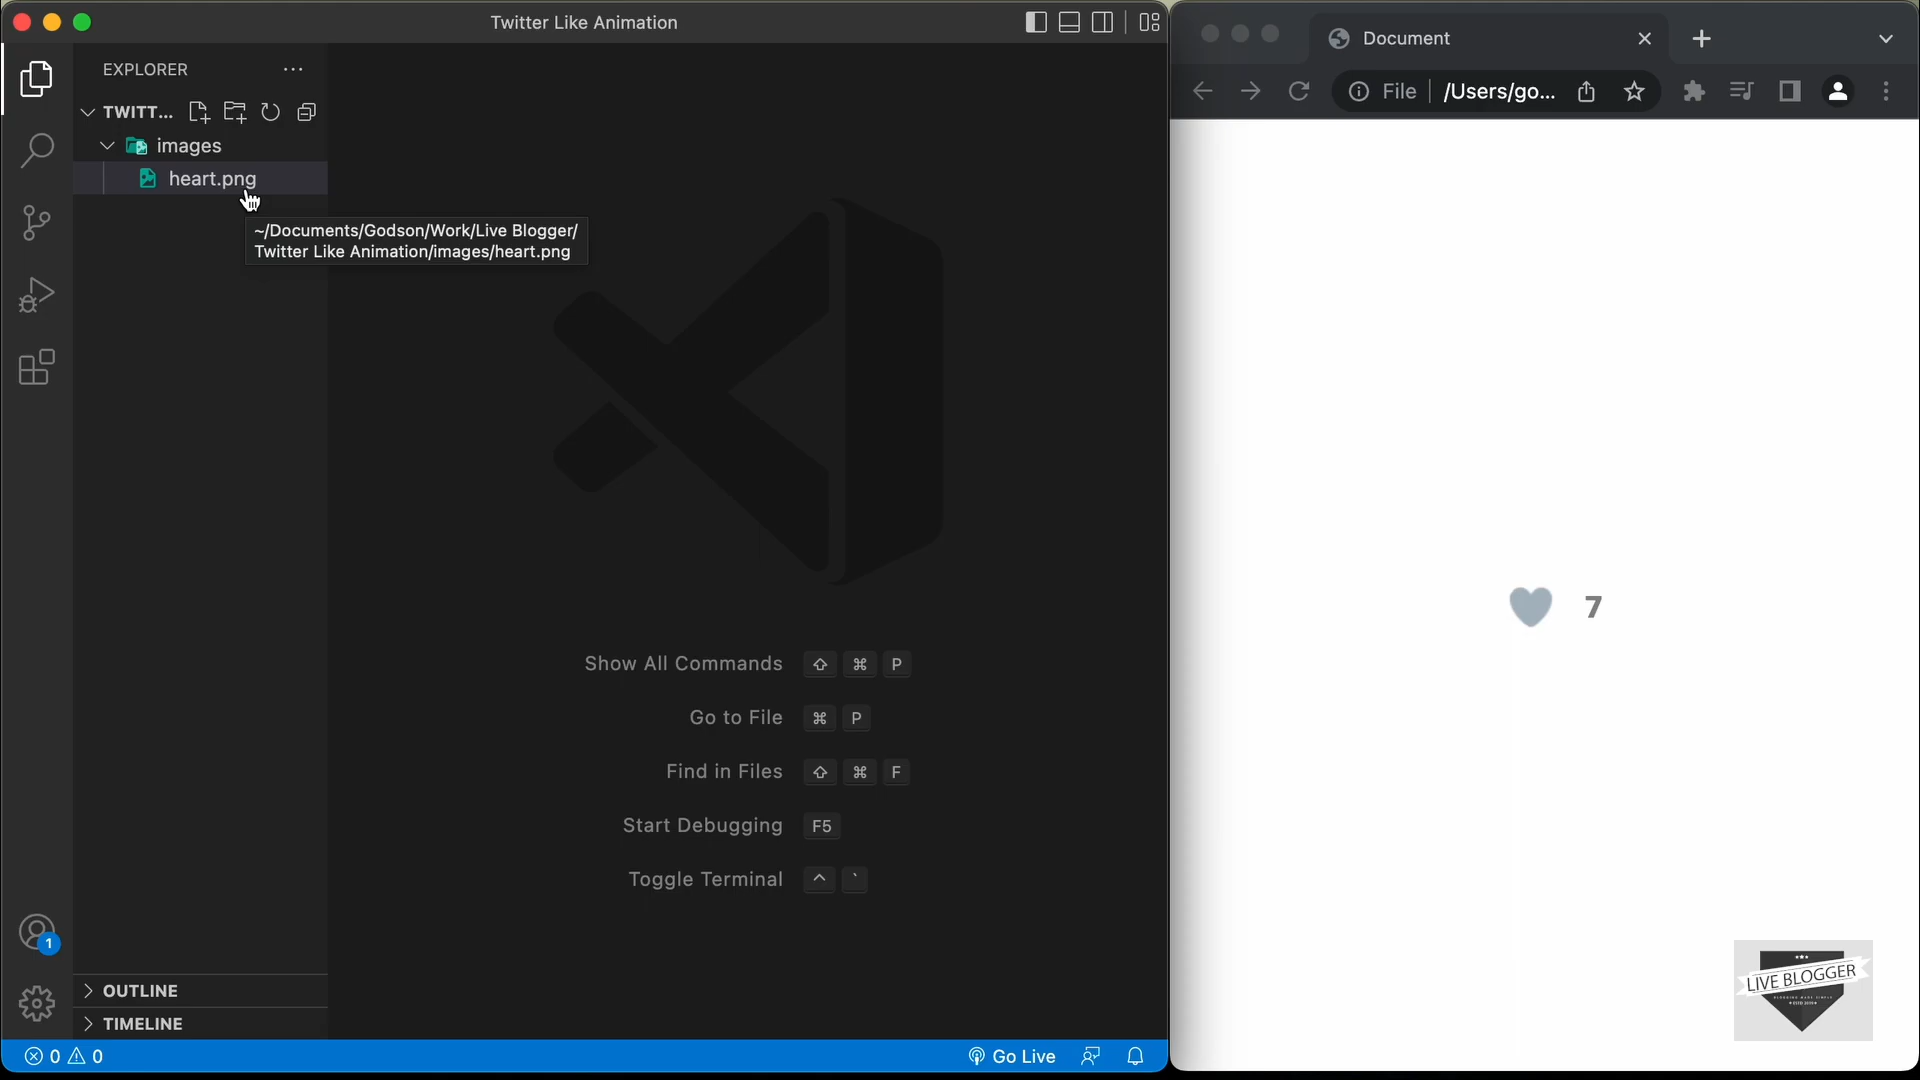 Twitter Like Animation
EXPLORER
TWITT...
images
heart.png
~/Documents/Godson/Work/Live Blogger/
Twitter Like Animation/images/heart.png
Show All Commands ⇧ ⌘ P
Go to File ⌘ P
Find in Files ⇧ ⌘ F
Start Debugging F5
Toggle Terminal ^ `
1
OUTLINE
TIMELINE
0 0
Go Live
Document
File /Users/go...
7
LIVE BLOGGER